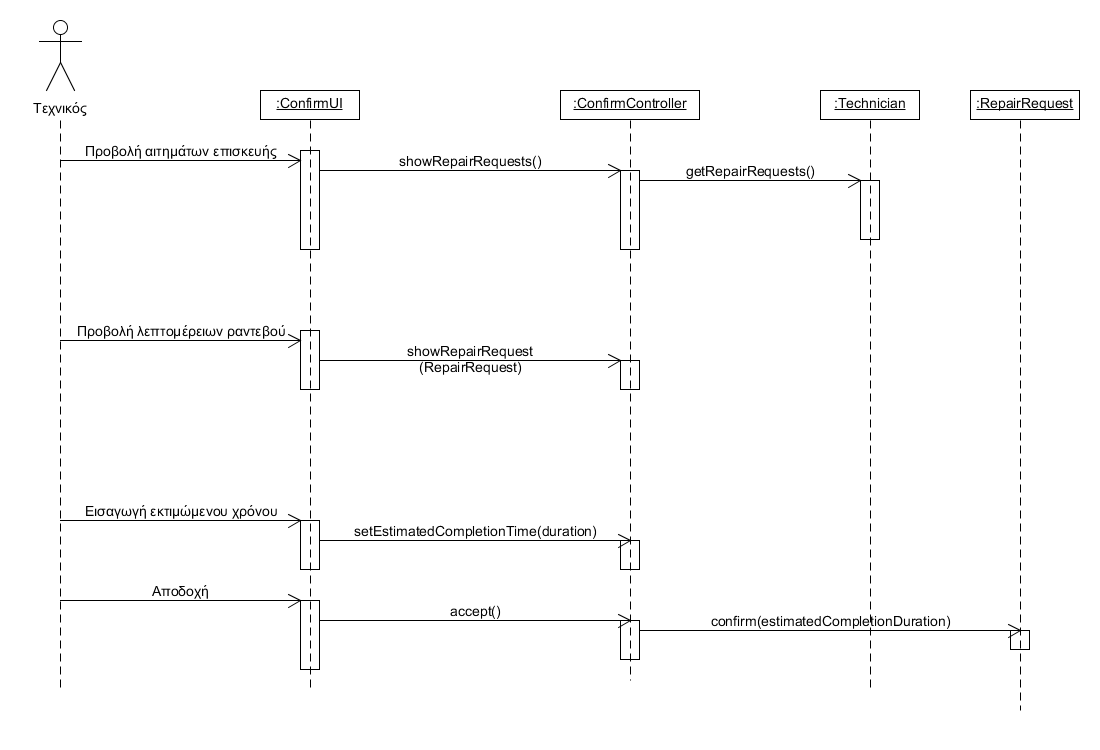 Τεχνικός
:ConfirmUI
:ConfirmController
:Technician
:RepairRequest
Προβολή αιτημάτων επισκευής
showRepairRequests()
getRepairRequests()
Προβολή λεπτομέρειων ραντεβού
showRepairRequest
(RepairRequest)
Εισαγωγή εκτιμώμενου χρόνου
setEstimatedCompletionTime(duration)
Αποδοχή
accept()
confirm(estimatedCompletionDuration)